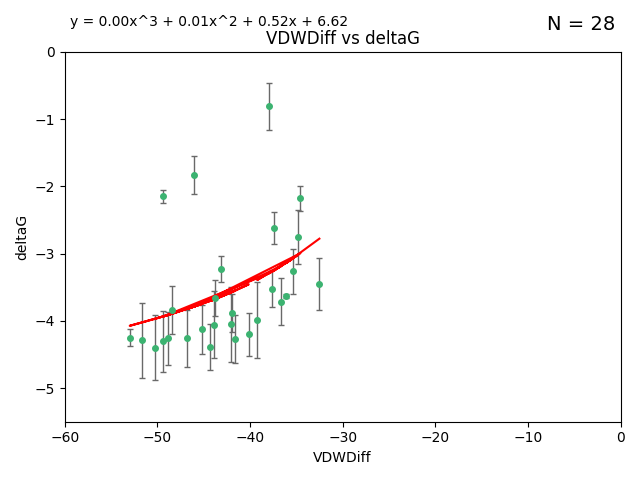 y = 0.00x^3 + 0.01x^2 + 0.52x + 6.62
N = 28
VDWDiff vs deltaG
0
−1
−2
−3
−4
−5
deltaG
−60 −50 −40 −30 −20 −10 0
VDWDiff